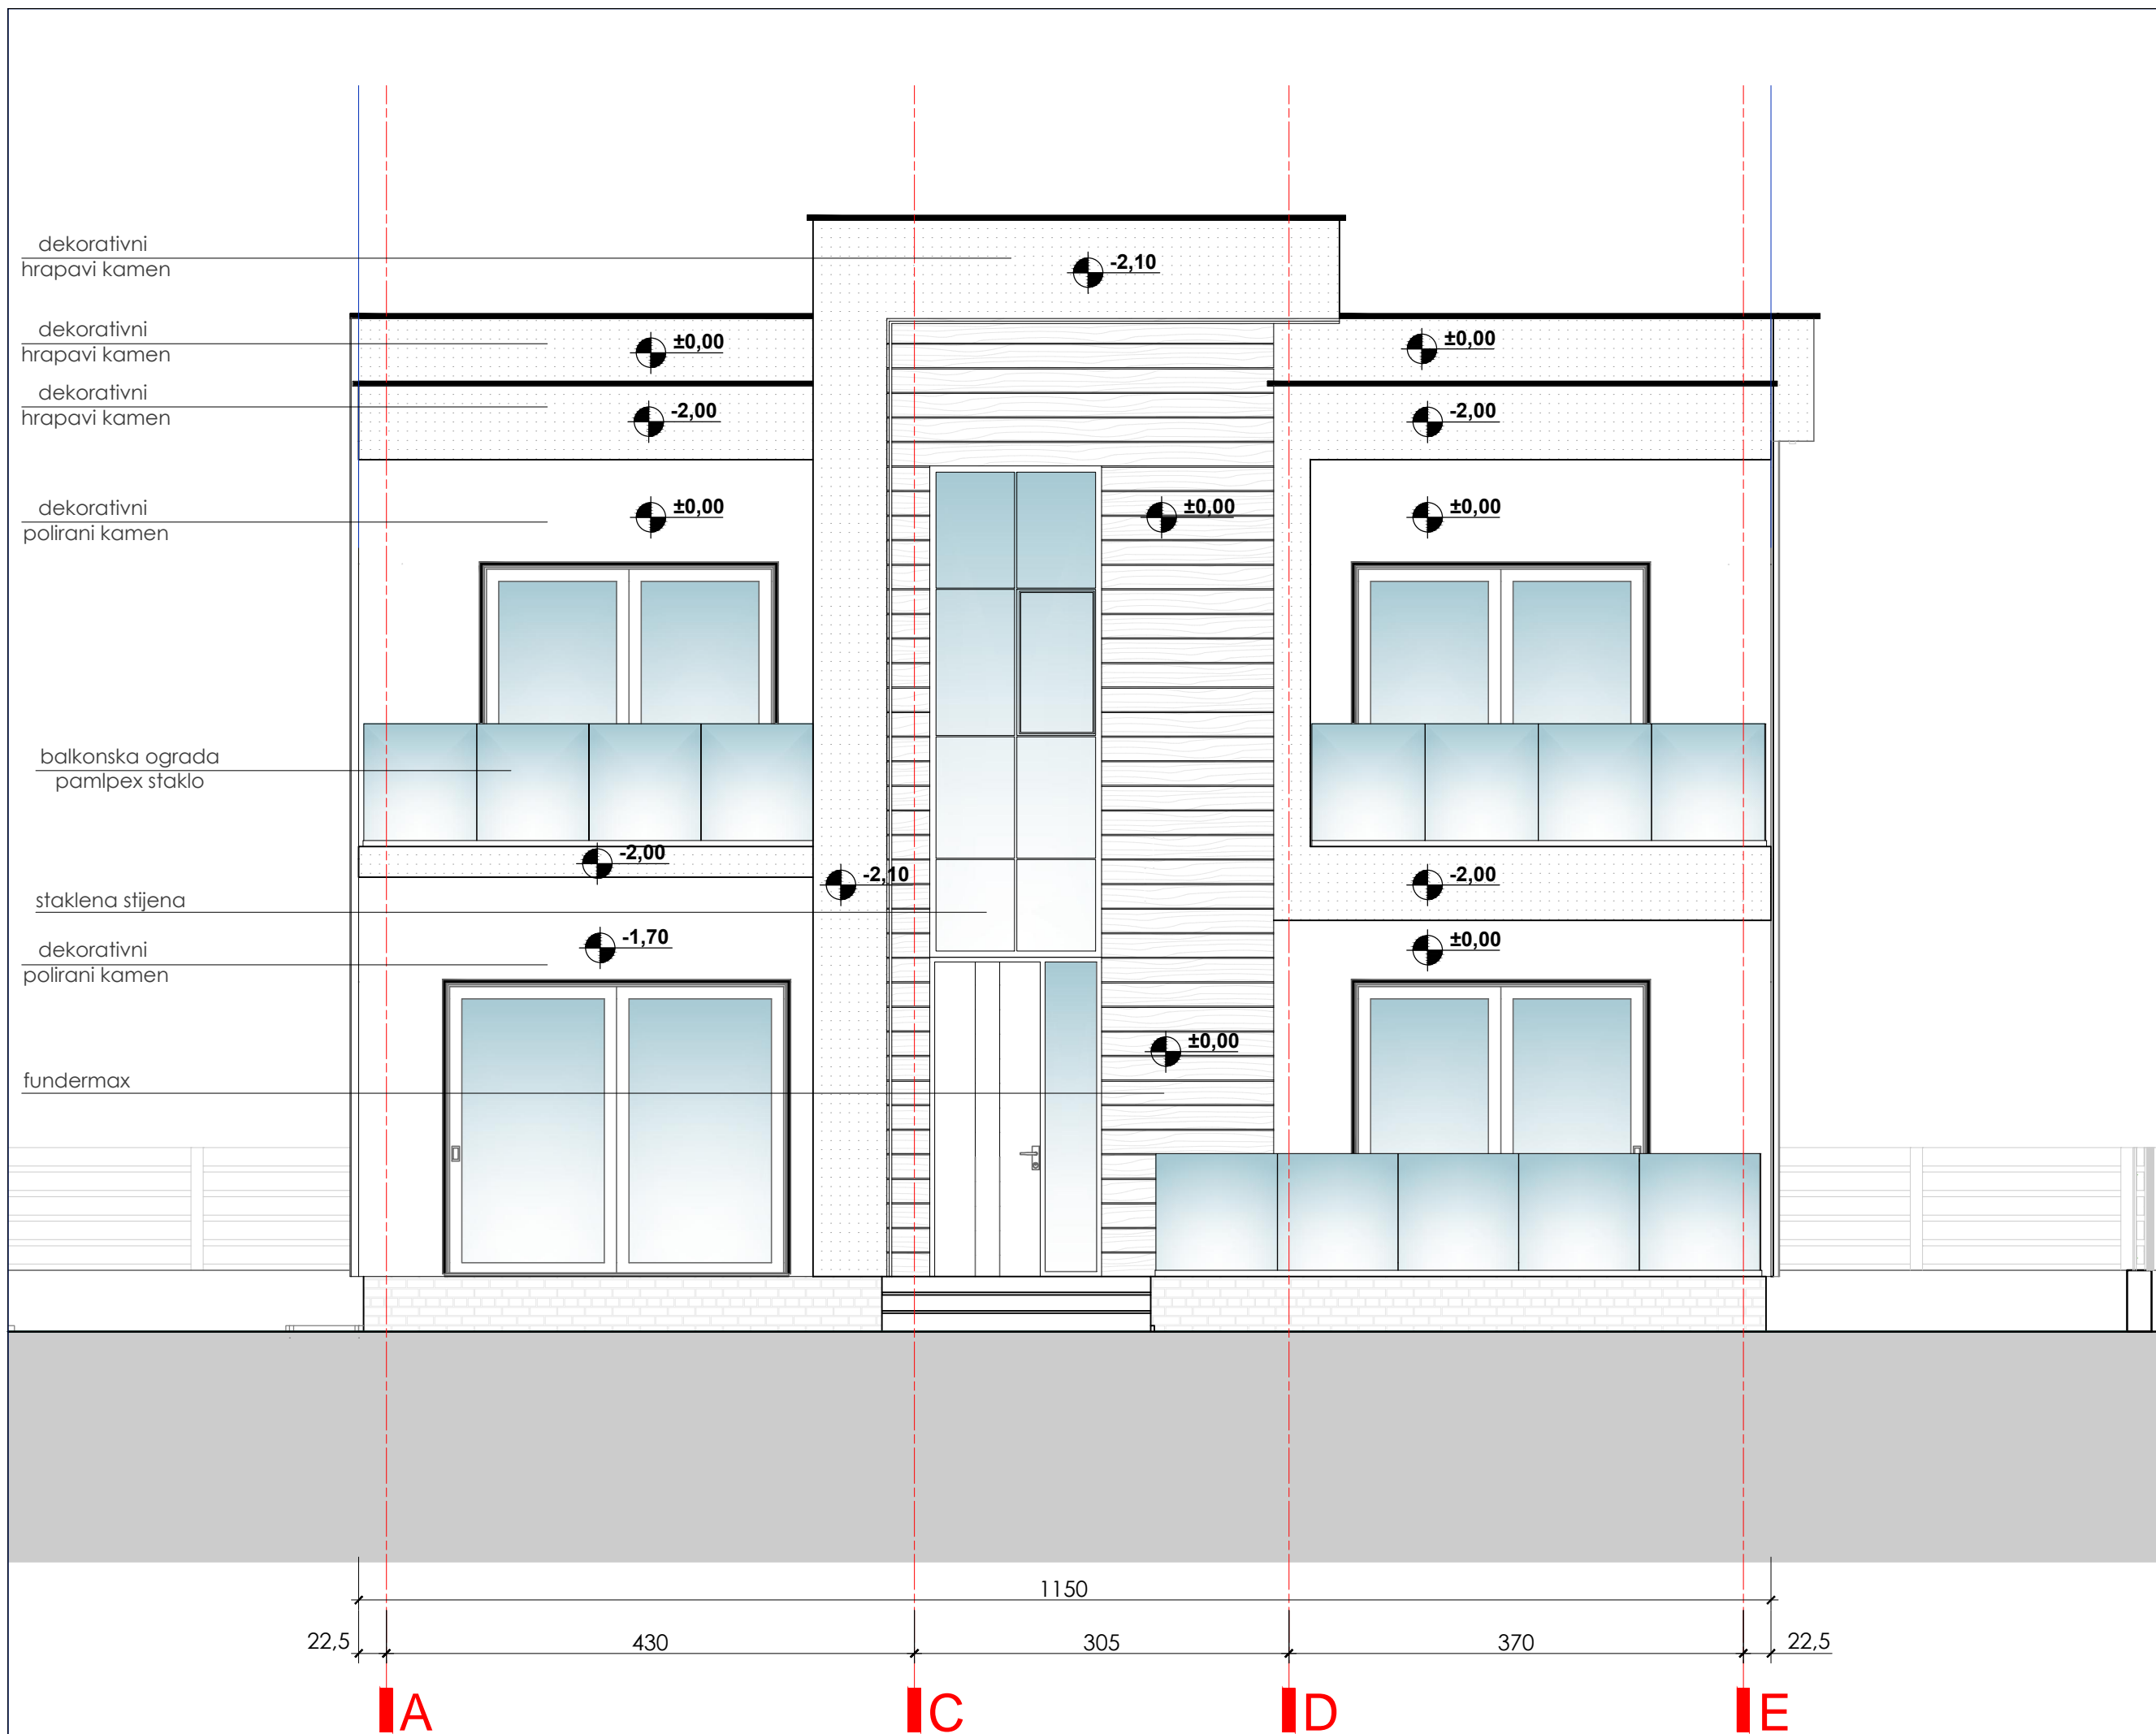 -2,10
dekorativni
hrapavi kamen
dekorativni
hrapavi kamen
±0,00
±0,00
dekorativni
hrapavi kamen
-2,00
-2,00
dekorativni
polirani kamen
±0,00
±0,00
±0,00
balkonska ograda
pamlpex staklo
-2,00
-2,10
-2,00
staklena stijena
-1,70
±0,00
dekorativni
polirani kamen
±0,00
fundermax
1150
22,5
430
305
370
22,5
A
C
D
E